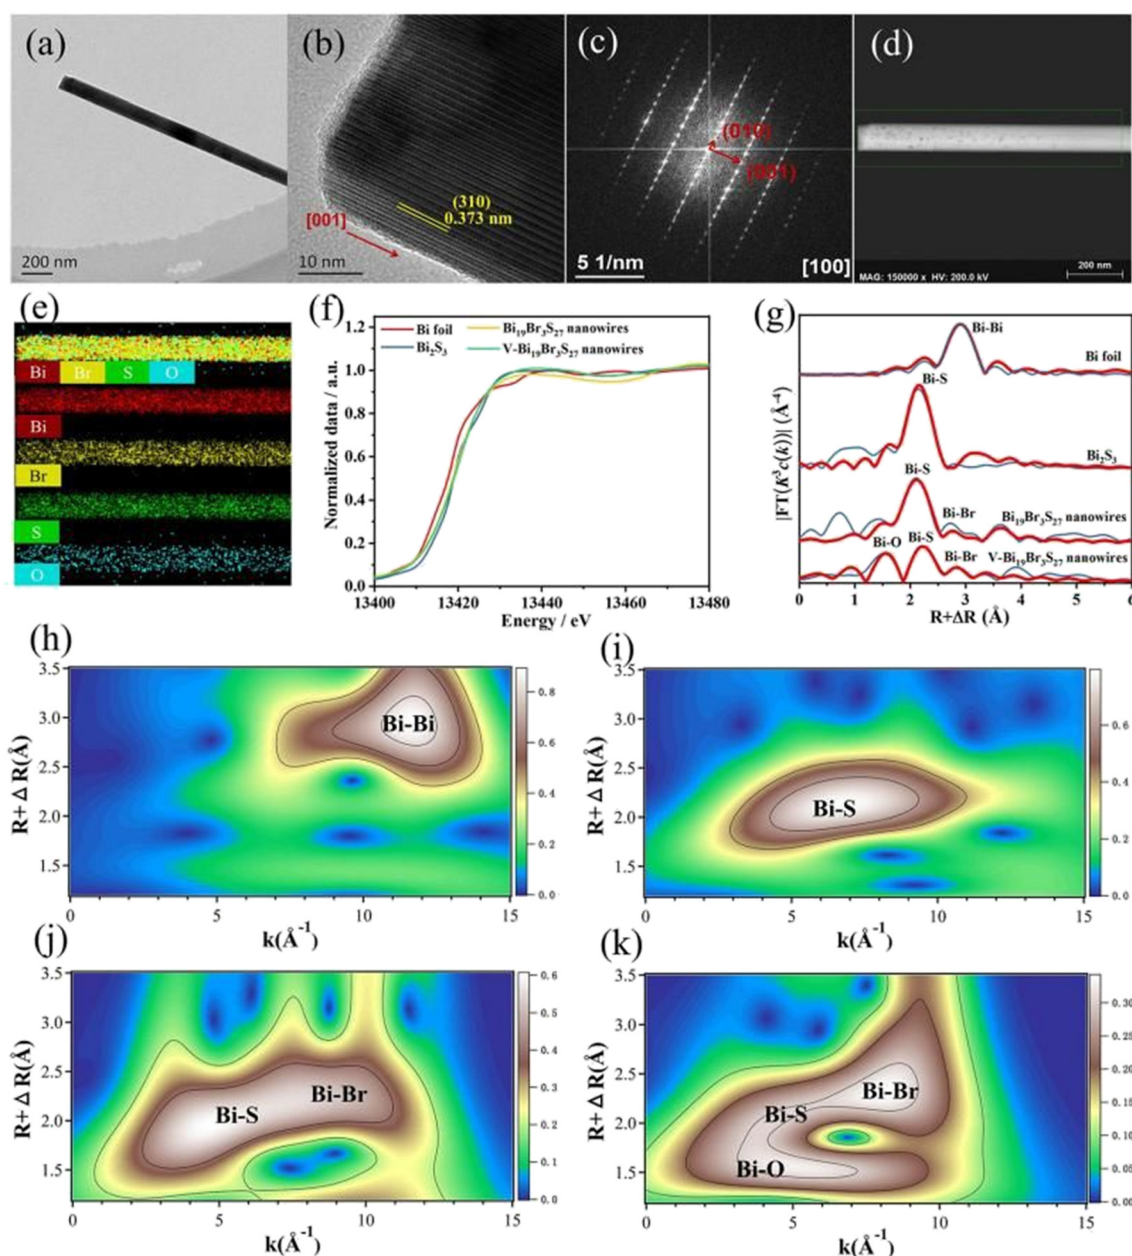 (a)
200 nm
(b)
(310)
0.373 nm
[001]
10 nm
(c)
(010)
(001)
5 1/nm
[100]
(d)
MAG: 150000 x HV: 200.0 kV
200 nm
(e)
Bi Br S O
Bi
Br
S
O
(f)
Bi foil
Bi₂S₃
Bi₁₉Br₃S₂₇ nanowires
V-Bi₁₉Br₃S₂₇ nanowires
Normalized data / a.u.
1.2
1.0
0.8
0.6
0.4
0.2
0.0
13400 13420 13440 13460 13480
Energy / eV
(g)
|FT(K³c(k))| (Å⁻⁴)
Bi-Bi
Bi foil
Bi-S
Bi₂S₃
Bi-S
Bi-Br
Bi₁₉Br₃S₂₇ nanowires
Bi-O
Bi-S
Bi-Br
V-Bi₁₉Br₃S₂₇ nanowires
0 1 2 3 4 5 6
R+ΔR (Å)
(h)
R+ Δ R(Å)
3.5
3.0
2.5
2.0
1.5
Bi-Bi
0 5 10 15
k(Å⁻¹)
0.8
0.6
0.4
0.2
0.0
(i)
R+ Δ R(Å)
3.5
3.0
2.5
2.0
1.5
Bi-S
0 5 10 15
k(Å⁻¹)
0.6
0.4
0.2
0.0
(j)
R+ Δ R(Å)
3.5
3.0
2.5
2.0
1.5
Bi-S
Bi-Br
0 5 10 15
k(Å⁻¹)
0.6
0.5
0.4
0.3
0.2
0.1
0.0
(k)
R+ Δ R(Å)
3.5
3.0
2.5
2.0
1.5
Bi-Br
Bi-S
Bi-O
0 5 10 15
k(Å⁻¹)
0.30
0.25
0.20
0.15
0.10
0.05
0.00